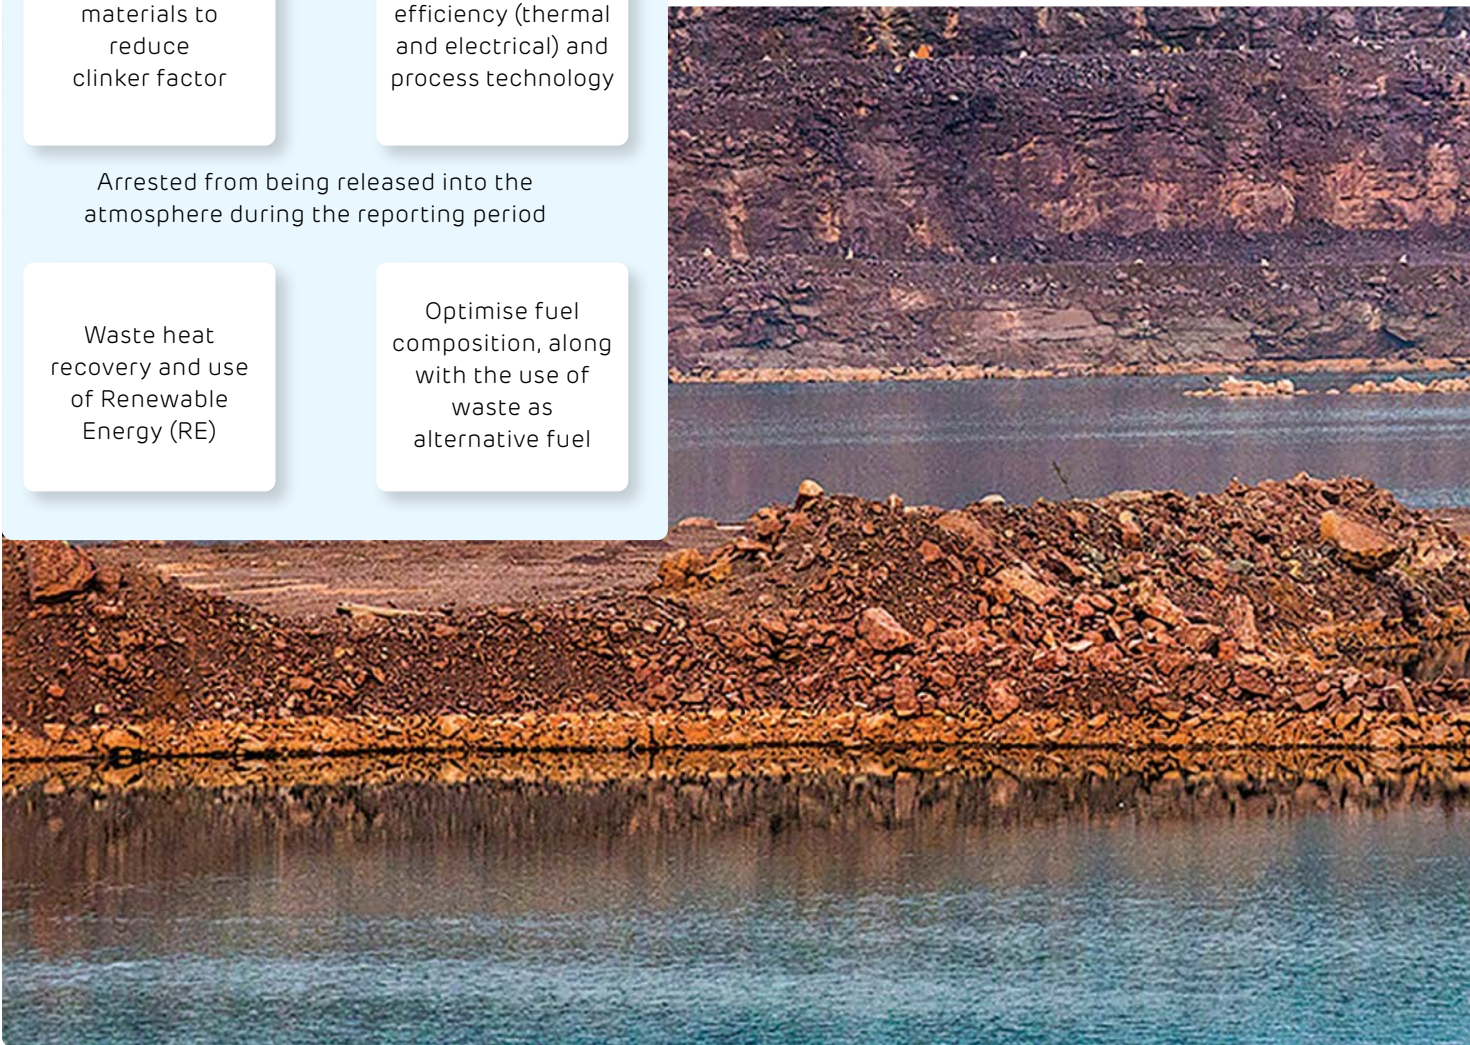 materials to
reduce
clinker factor
efficiency (thermal
and electrical) and
process technology
Arrested from being released into the
atmosphere during the reporting period
Waste heat
recovery and use
of Renewable
Energy (RE)
Optimise fuel
composition, along
with the use of
waste as
alternative fuel